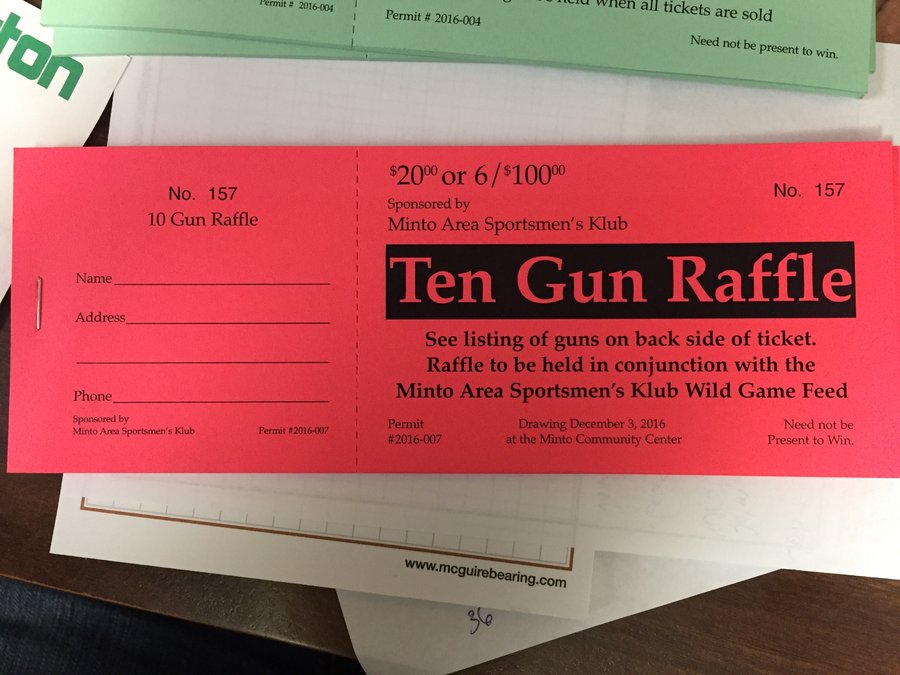 Permit # 2016-004
held when all tickets are sold
Permit # 2016-004
Need not be present to win.
ton
No. 157
10 Gun Raffle
Name
Address
Phone
Sponsored by
Minto Area Sportsmen's Klub
Permit #2016-007
$20⁰⁰ or 6/$100⁰⁰
No. 157
Sponsored by
Minto Area Sportsmen's Klub
Ten Gun Raffle
See listing of guns on back side of ticket.
Raffle to be held in conjunction with the
Minto Area Sportsmen's Klub Wild Game Feed
Permit
#2016-007
Drawing December 3, 2016
at the Minto Community Center
Need not be
Present to Win.
www.mcguirebearing.com
36